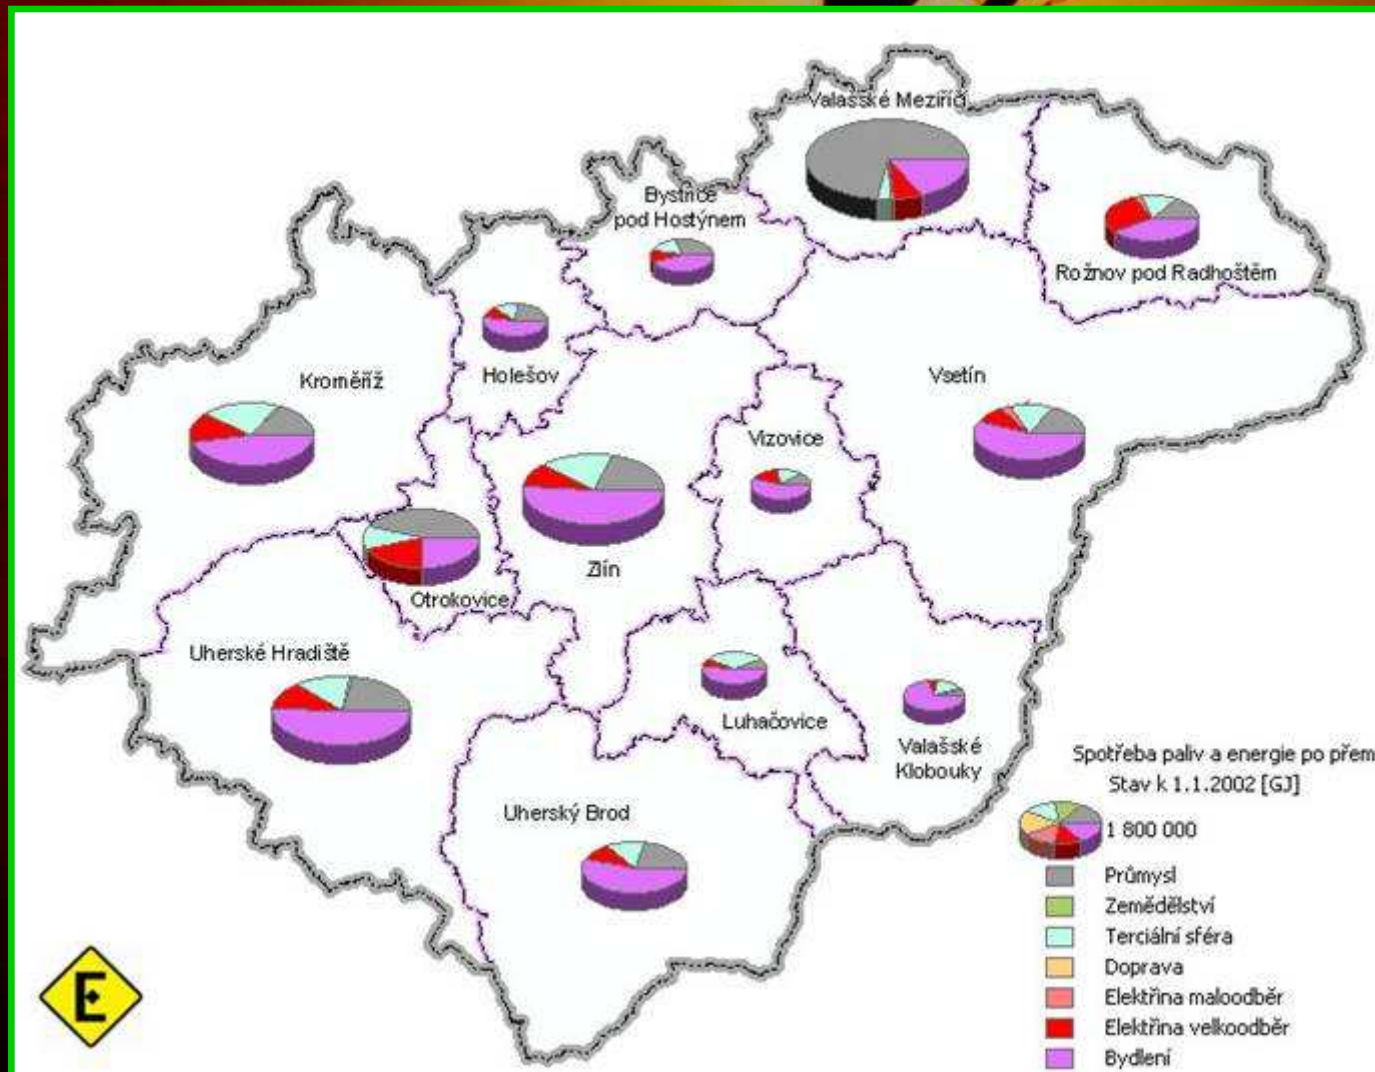 Valašské Meziříčí
Bystřice
pod Hostýnem
Rožnov pod Radhoštěm
Kroměříž
Holešov
Vsetín
Vizovice
Zlín
Otrokovice
Uherské Hradiště
Luhačovice
Valašské
Klobouky
Uherský Brod
Spotřeba paliv a energie po přem
Stav k 1.1.2002 [GJ]
1 800 000
Průmysl
Zemědělství
Terciální sféra
Doprava
Elektřina maloodběr
Elektřina velkoodběr
Bydlení
E